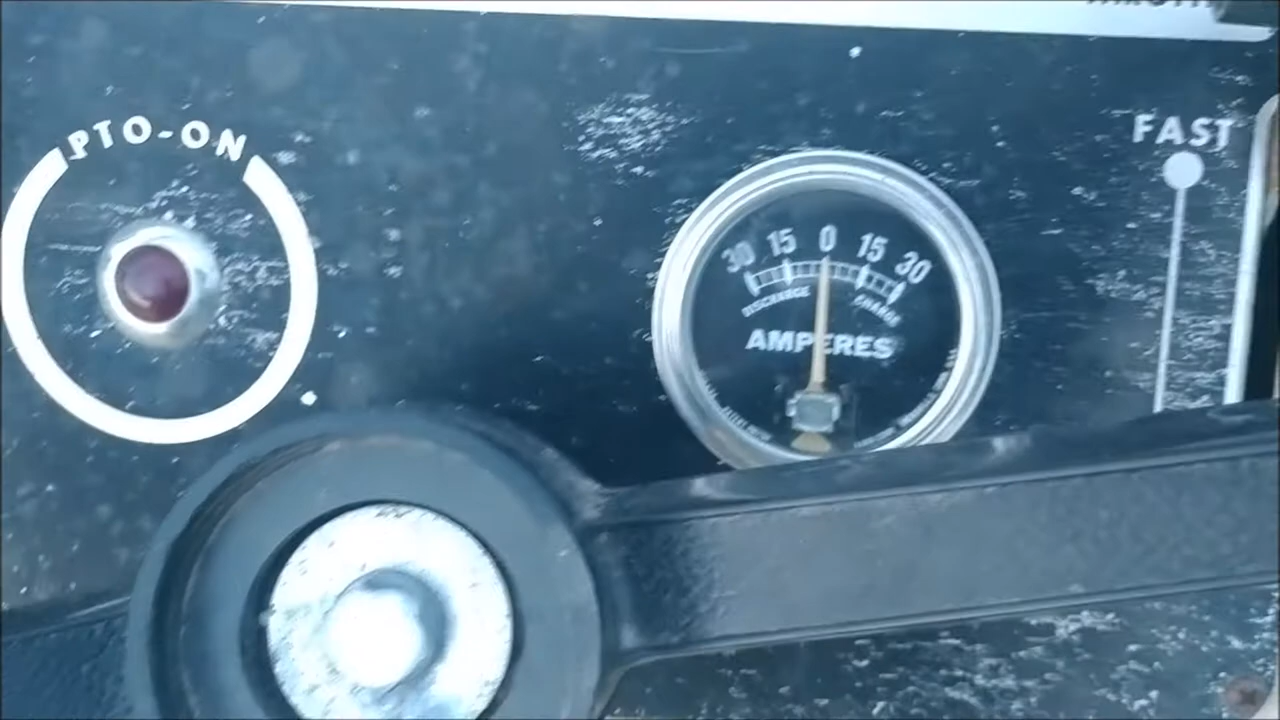 PTO-ON
FAST
30 15 0 15 30
DISCHARGE CHARGE
AMPERES